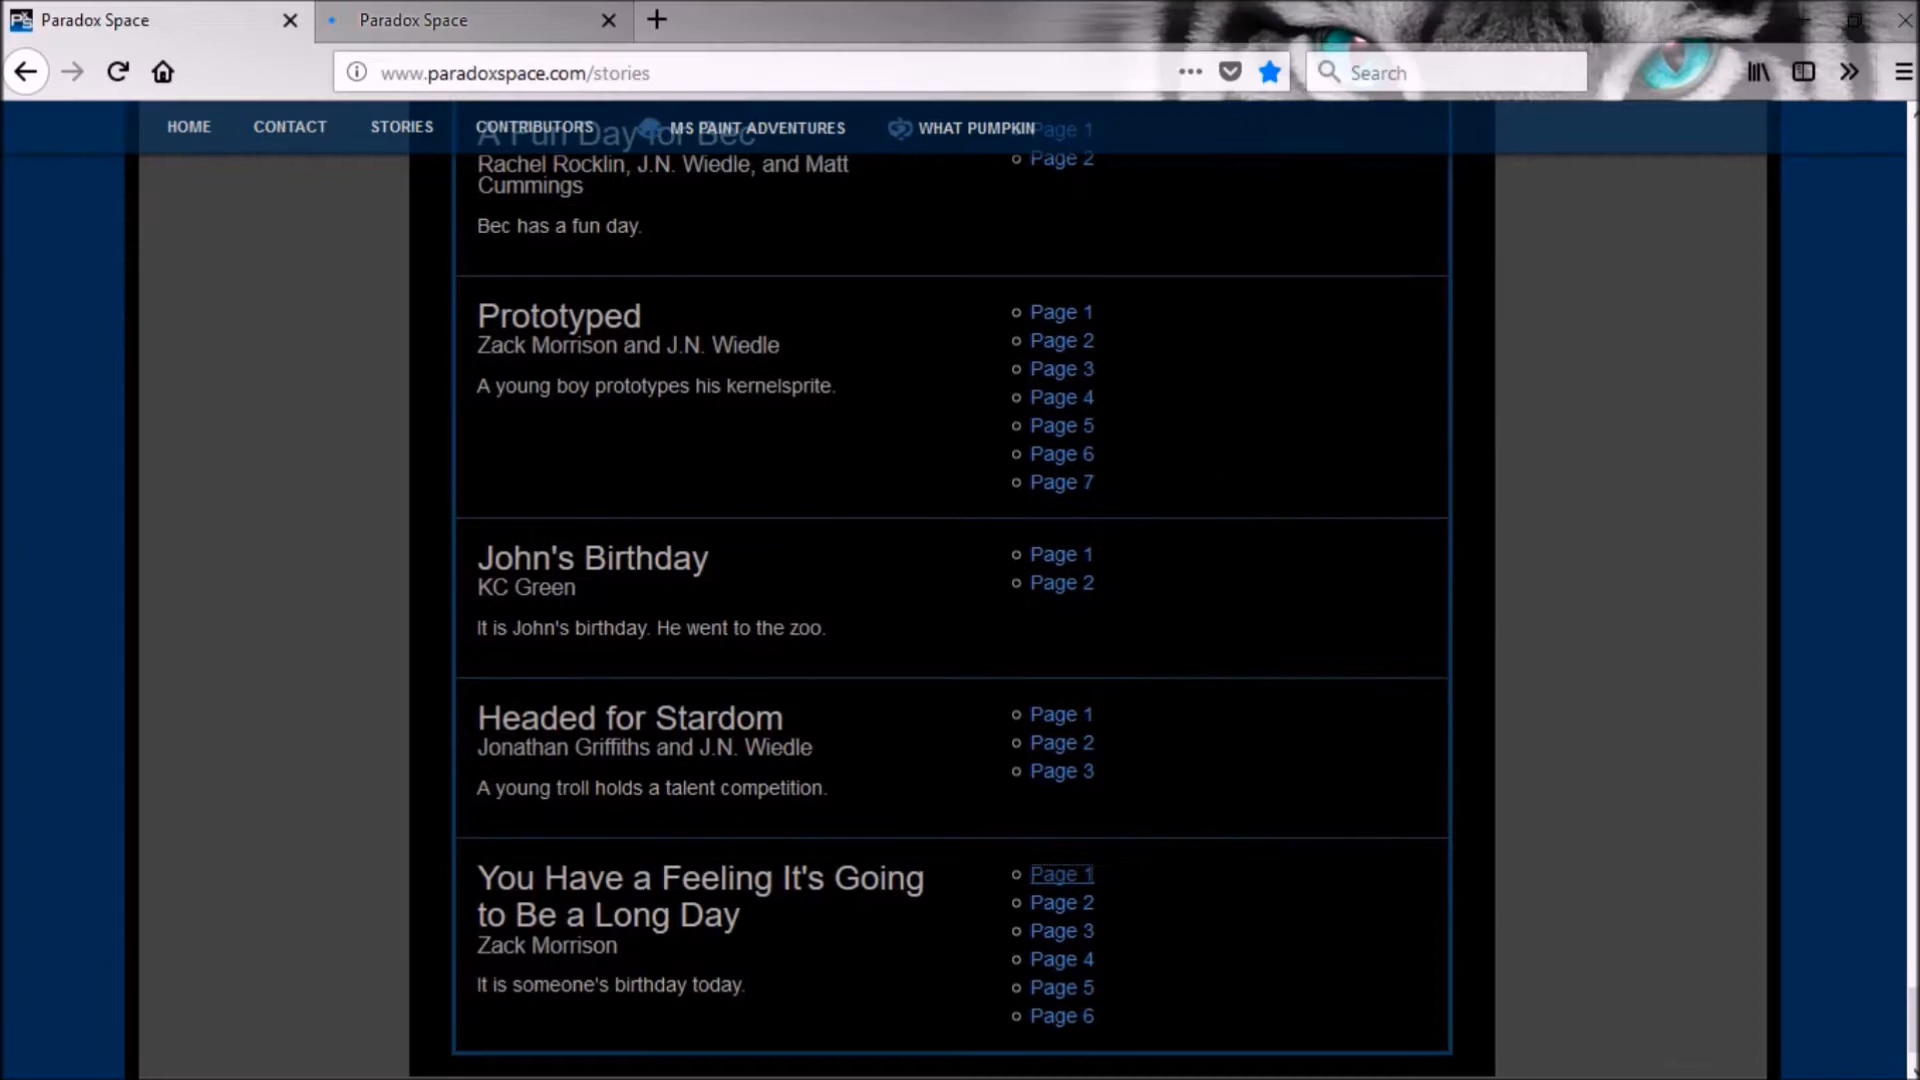 Paradox Space
Paradox Space
www.paradoxspace.com/stories
Search
HOME
CONTACT
STORIES
CONTRIBUTORS
MS PAINT ADVENTURES
WHAT PUMPKIN
A Fun Day for Bec
Rachel Rocklin, J.N. Wiedle, and Matt
Cummings
Bec has a fun day.
Page 1
Page 2
Prototyped
Zack Morrison and J.N. Wiedle
A young boy prototypes his kernelsprite.
Page 1
Page 2
Page 3
Page 4
Page 5
Page 6
Page 7
John's Birthday
KC Green
It is John's birthday. He went to the zoo.
Page 1
Page 2
Headed for Stardom
Jonathan Griffiths and J.N. Wiedle
A young troll holds a talent competition.
Page 1
Page 2
Page 3
You Have a Feeling It's Going
to Be a Long Day
Zack Morrison
It is someone's birthday today.
Page 1
Page 2
Page 3
Page 4
Page 5
Page 6